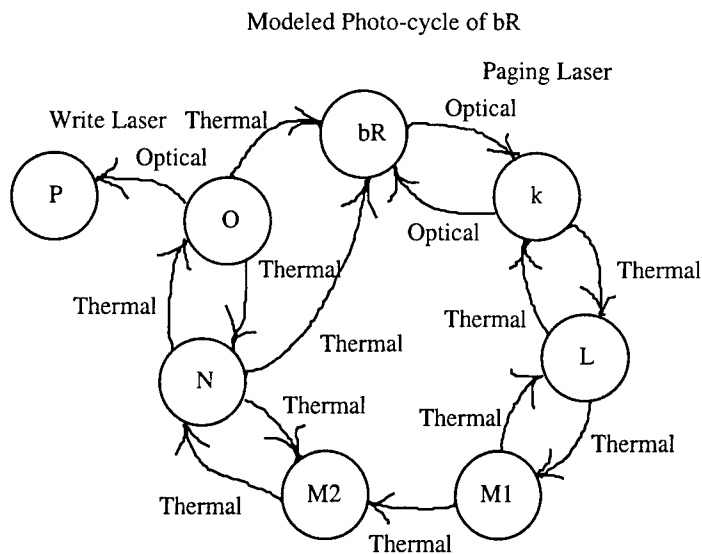 Modeled Photo-cycle of bR
Paging Laser
Write Laser
Thermal
bR
Optical
Optical
P
O
k
Optical
Thermal
Thermal
Thermal
Thermal
Thermal
L
N
Thermal
Thermal
Thermal
M2
M1
Thermal
Thermal